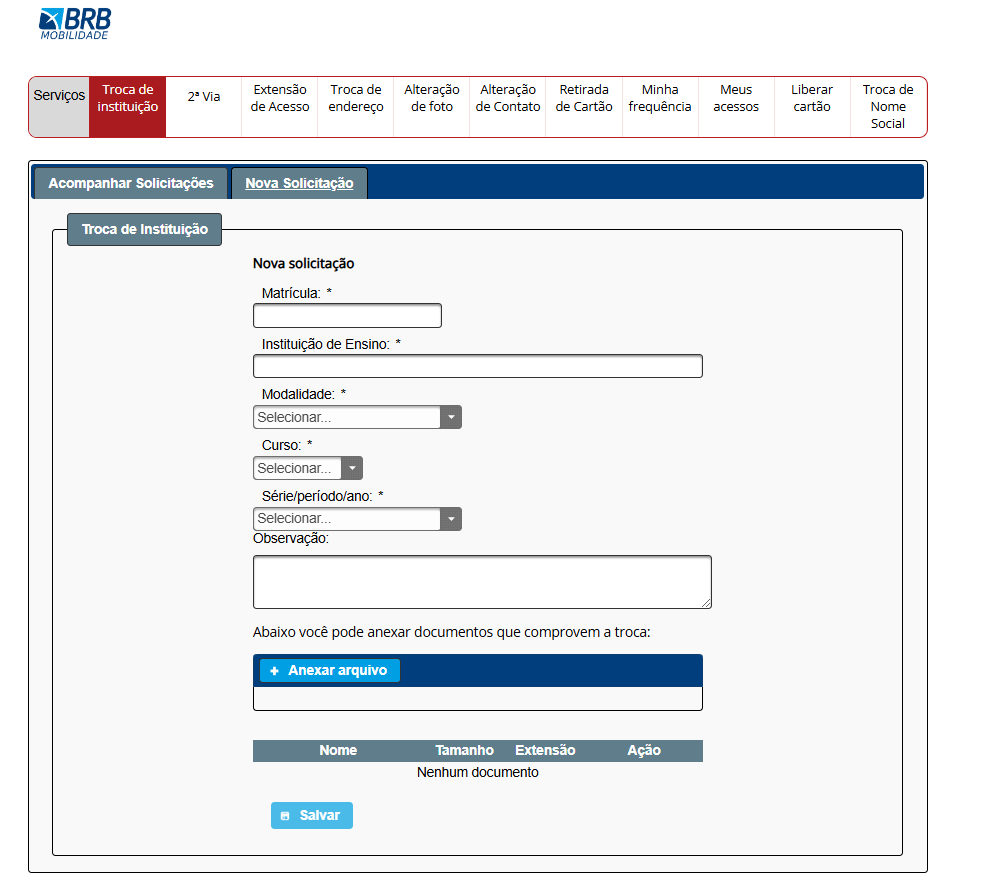 BRB
MOBILIDADE
Serviços
Troca de
instituição
2ª Via
Extensão
de Acesso
Troca de
endereço
Alteração
de foto
Alteração
de Contato
Retirada
de Cartão
Minha
frequência
Meus
acessos
Liberar
cartão
Troca de
Nome
Social
Acompanhar Solicitações
Nova Solicitação
Troca de Instituição
Nova solicitação
Matrícula: *
Instituição de Ensino: *
Modalidade: *
Selecionar...
Curso: *
Selecionar...
Série/período/ano: *
Selecionar...
Observação:
Abaixo você pode anexar documentos que comprovem a troca:
+ Anexar arquivo
Nome Tamanho Extensão Ação
Nenhum documento
Salvar